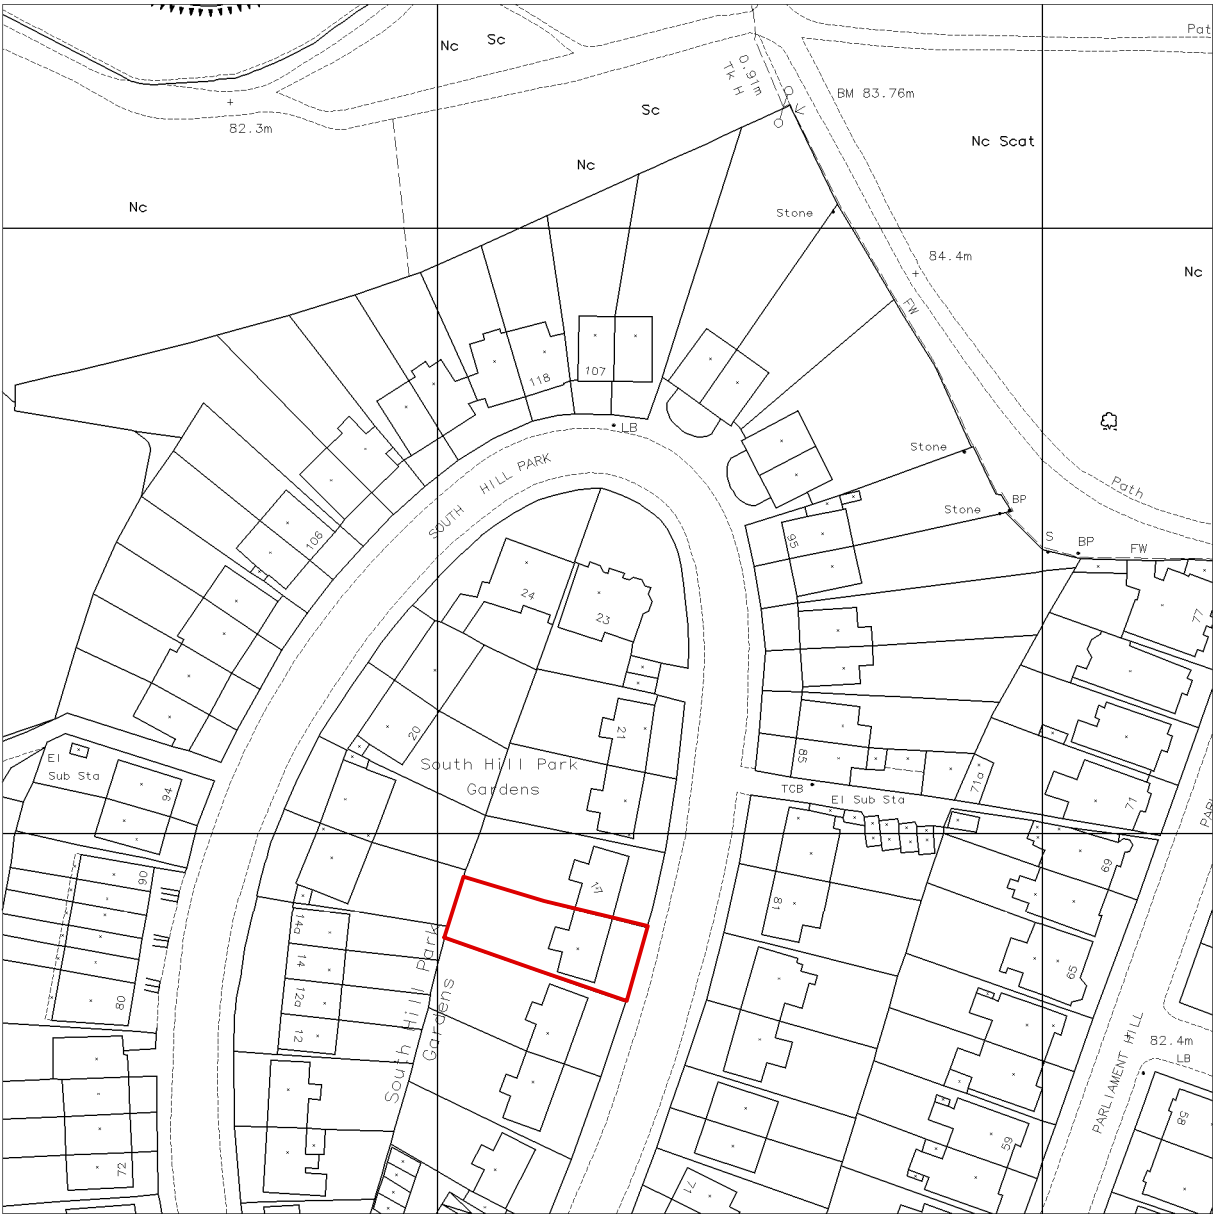 Nc
Sc
Pat
0.91m
Tk H
BM 83.76m
82.3m
Sc
Nc Scat
Nc
Nc
Stone
84.4m
Nc
FW
118
107
LB
SOUTH HILL PARK
Stone
Path
Stone
BP
S
BP
FW
106
95
24
23
77
20
21
El
Sub Sta
South Hill Park
Gardens
85
71a
71
94
TCB
El Sub Sta
69
90
17
81
14a
14
12a
12
80
65
South Hill Park
Gardens
PARLIAMENT HILL
82.4m
LB
58
59
72
71